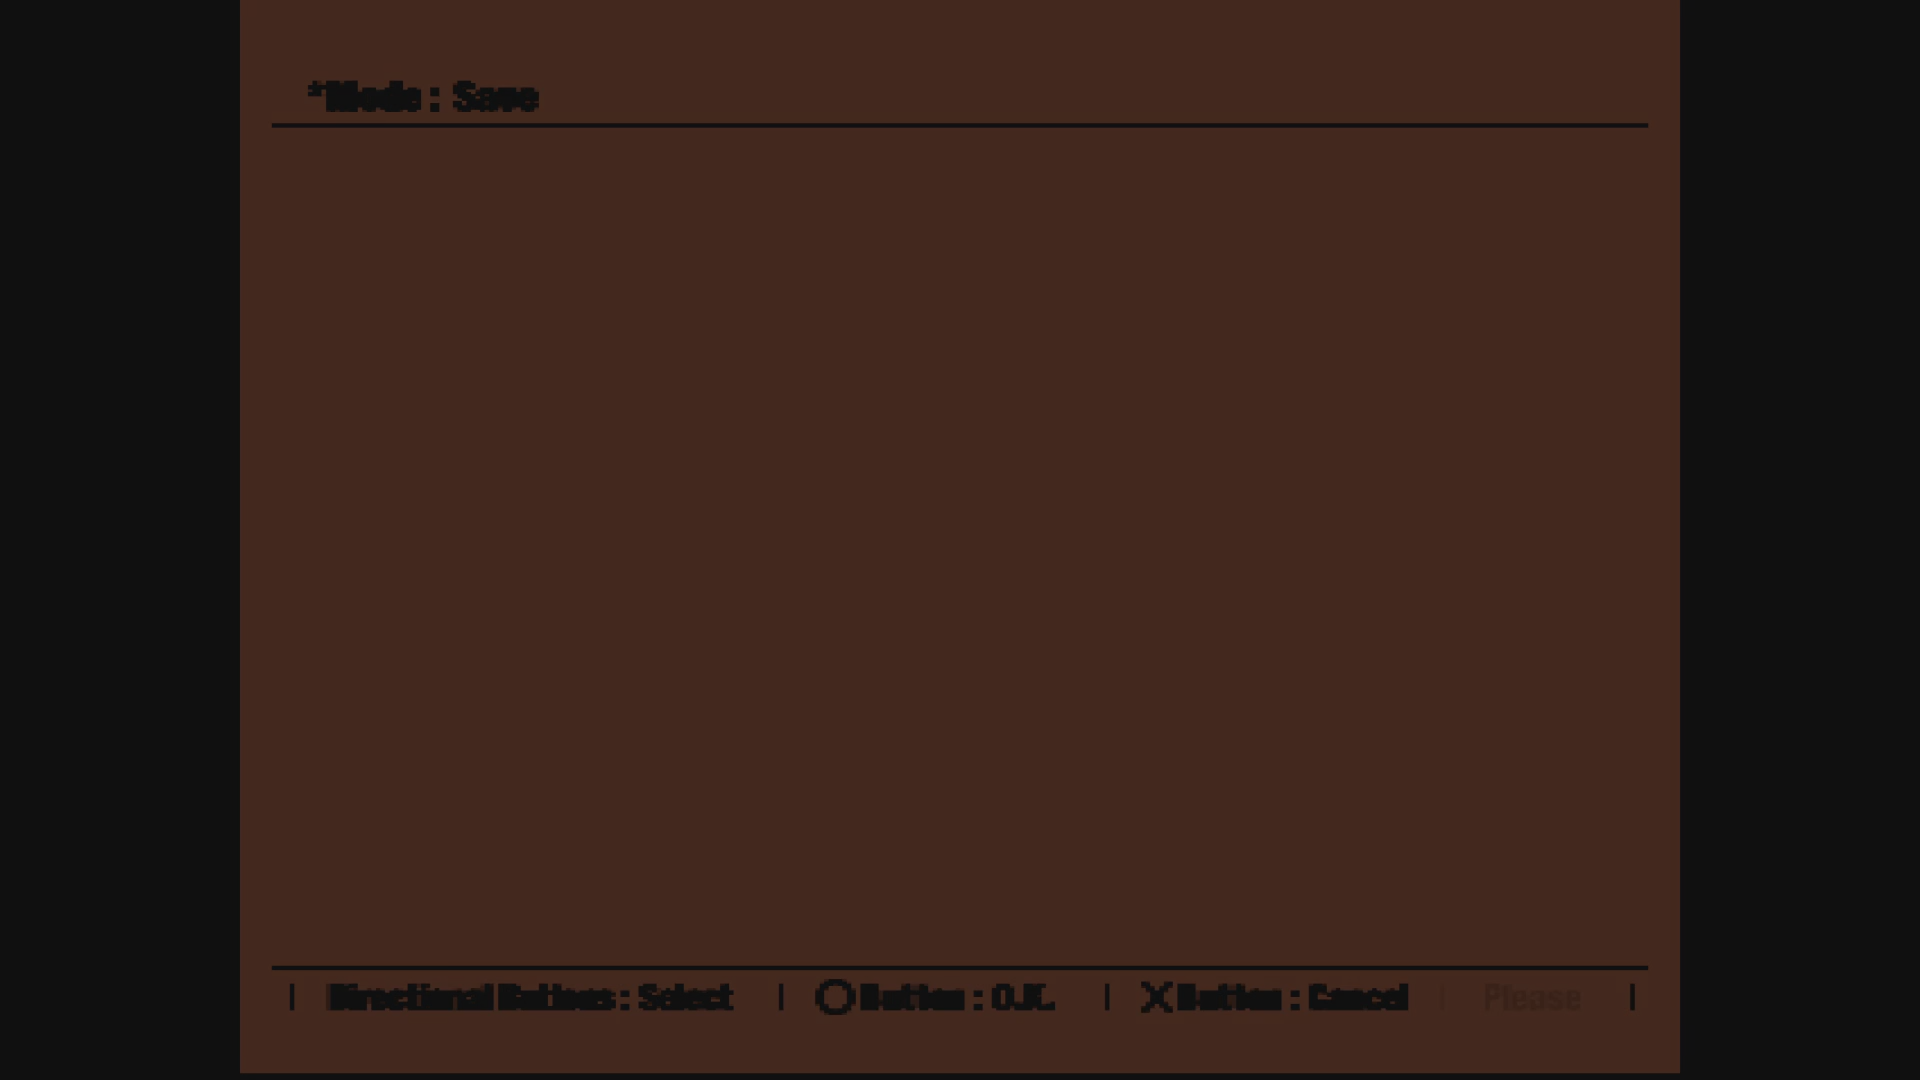 *Mode : Save
| Directional Buttons : Select | ◯ Button : O.K. | X Button : Cancel | Please |